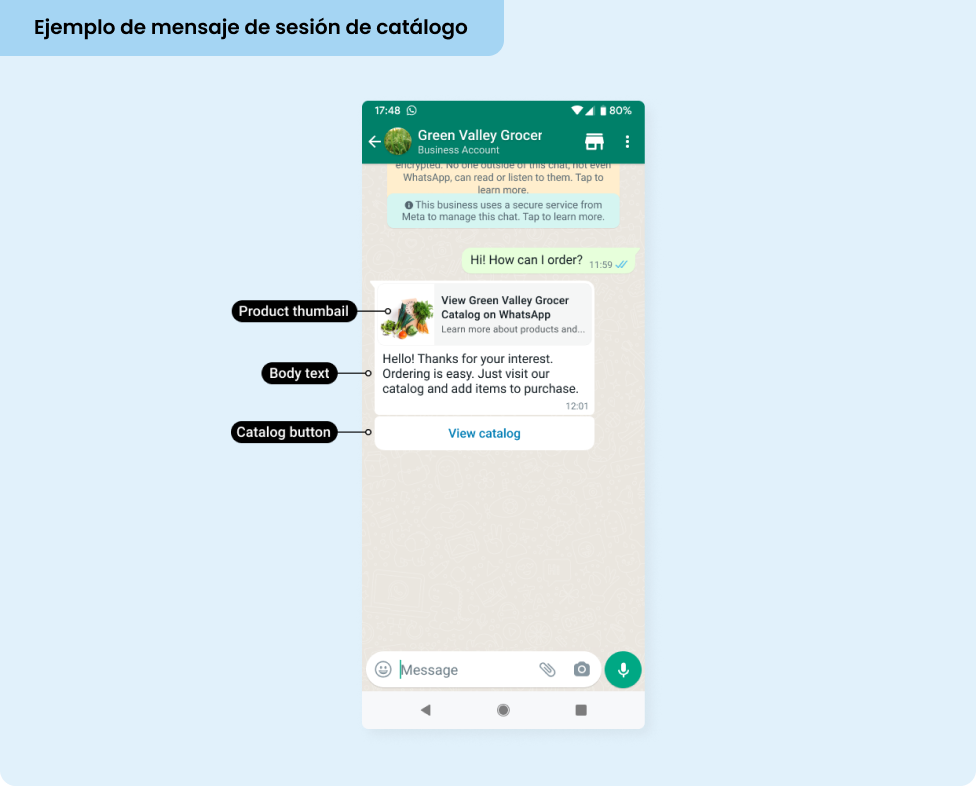 Ejemplo de mensaje de sesión de catálogo
17:48
80%
Green Valley Grocer
Business Account
encrypted. No one outside of this chat, not even
WhatsApp, can read or listen to them. Tap to
learn more.
This business uses a secure service from
Meta to manage this chat. Tap to learn more.
Hi! How can I order?
11:59
Product thumbail
View Green Valley Grocer
Catalog on WhatsApp
Learn more about products and...
Body text
Hello! Thanks for your interest.
Ordering is easy. Just visit our
catalog and add items to purchase.
12:01
Catalog button
View catalog
Message